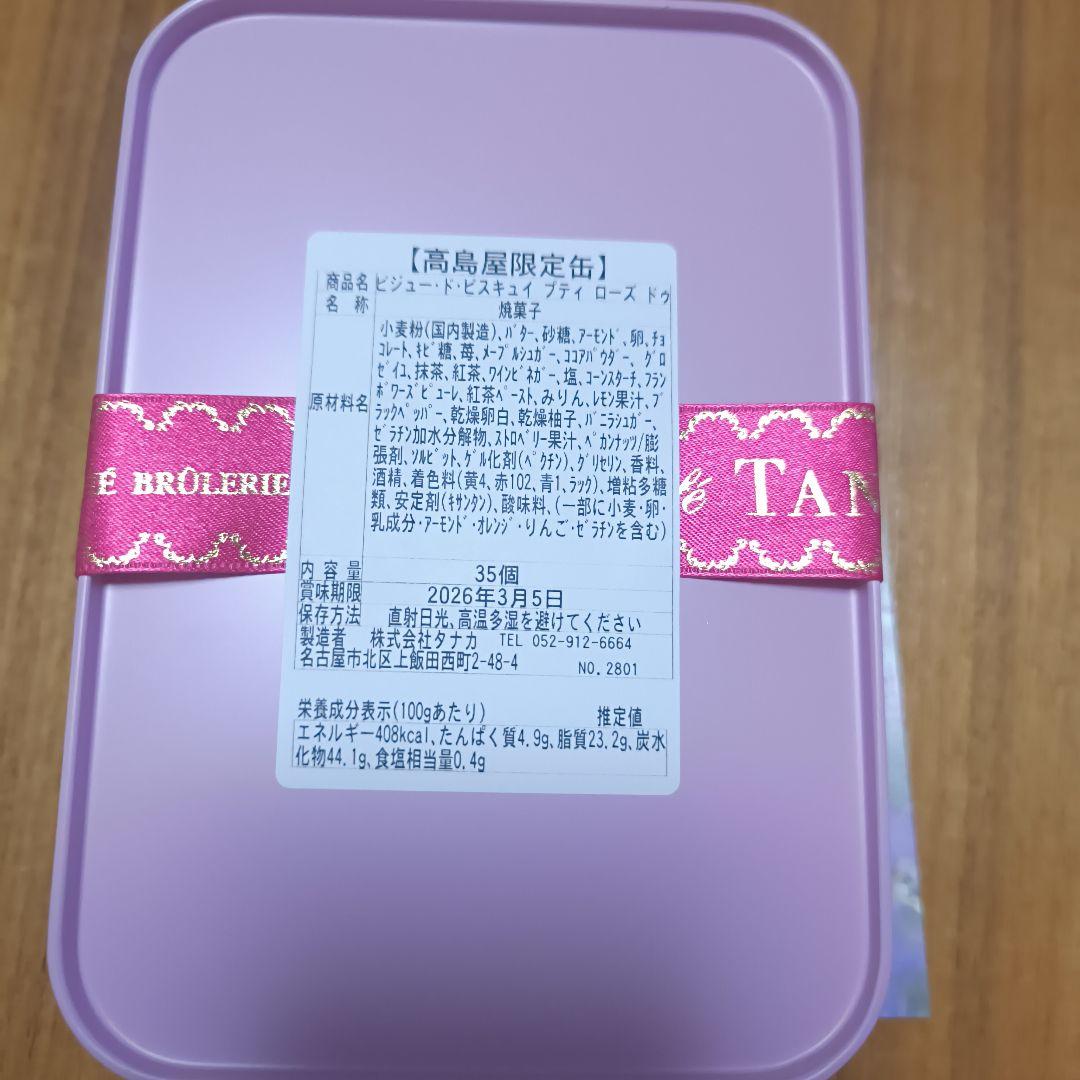 【高島屋限定缶】
商品名 ビジュー・ド・ビスキュイ プティ ローズ ドゥ
名 称 焼菓子
原材料名
小麦粉(国内製造)、ﾊﾞﾀｰ、砂糖、ｱｰﾓﾝﾄﾞ、卵、ﾁｮ
ｺﾚｰﾄ、ｷﾋﾞ糖、苺、ﾒｰﾌﾟﾙｼｭｶﾞｰ、ｺｺｱﾊﾟｳﾀﾞｰ、ｸﾞﾛ
ｾﾞｲﾕ、抹茶、紅茶、ﾜｲﾝﾋﾞﾈｶﾞｰ、塩、ｺｰﾝｽﾀｰﾁ、ﾌﾗﾝ
ﾎﾞﾜｰｽﾞﾋﾟｭｰﾚ、紅茶ﾍﾟｰｽﾄ、みりん、ﾚﾓﾝ果汁、ﾌﾞ
ﾗｯｸﾍﾟｯﾊﾟｰ、乾燥卵白、乾燥柚子、ﾊﾞﾆﾗｼｭｶﾞｰ、
ｾﾞﾗﾁﾝ加水分解物、ｽﾄﾛﾍﾞﾘｰ果汁、ﾍﾟｶﾝﾅｯﾂ/膨
張剤、ｿﾙﾋﾞｯﾄ、ｹﾞﾙ化剤(ﾍﾟｸﾁﾝ)、ｸﾞﾘｾﾘﾝ、香料、
酒精、着色料(黄4、赤102、青1、ﾗｯｸ)、増粘多糖
類、安定剤(ｷｻﾝﾀﾝ)、酸味料、(一部に小麦・卵・
乳成分・ｱｰﾓﾝﾄﾞ・ｵﾚﾝｼﾞ・りんご・ｾﾞﾗﾁﾝを含む)
内 容 量 35個
賞味期限 2026年3月5日
保存方法 直射日光、高温多湿を避けてください
製造者 株式会社タナカ TEL 052-912-6664
名古屋市北区上飯田西町2-48-4 NO.2801
栄養成分表示(100gあたり) 推定値
エネルギー408kcal、たんぱく質4.9g、脂質23.2g、炭水
化物44.1g、食塩相当量0.4g
É BRÛLERIE
fé TAN